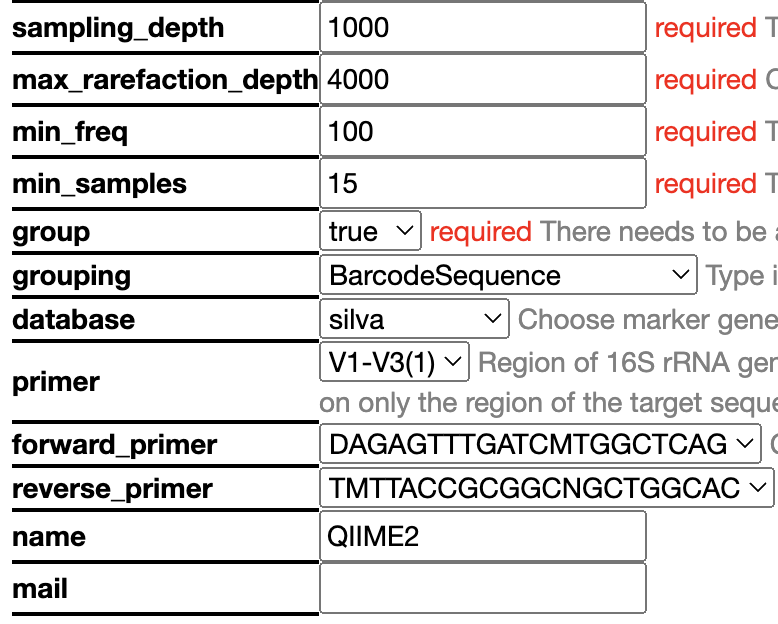 sampling_depth 1000 required T
max_rarefaction_depth 4000 required C
min_freq 100 required T
min_samples 15 required T
group true required There needs to be a
grouping BarcodeSequence Type i
database silva Choose marker gene
primer V1-V3(1) Region of 16S rRNA gen
on only the region of the target seque
forward_primer DAGAGTTTGATCMTGGCTCAG C
reverse_primer TMTTACCGCGGCNGCTGGCAC
name QIIME2
mail